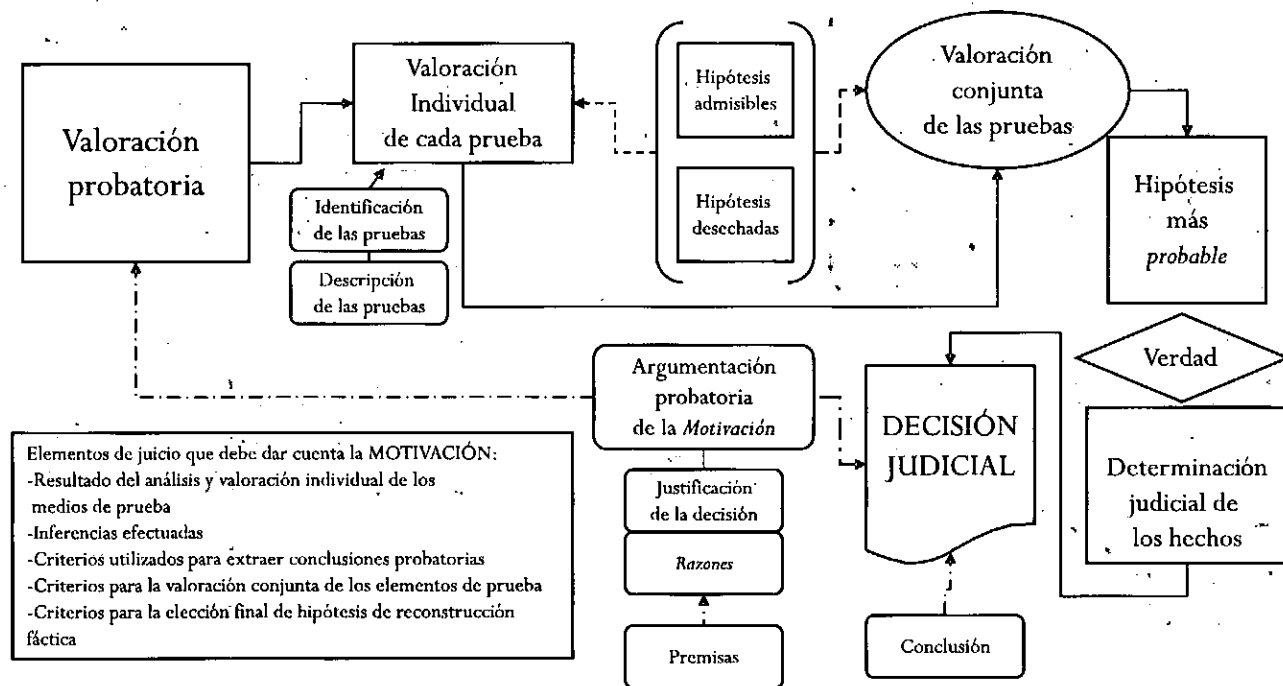 Valoración
probatoria
Valoración
Individual
de cada prueba
Identificación
de las pruebas
Descripción
de las pruebas
Hipótesis
admisibles
Hipótesis
desechadas
Valoración
conjunta
de las pruebas
Hipótesis
más
probable
Verdad
Determinación
judicial de
los hechos
DECISIÓN
JUDICIAL
Conclusión
Argumentación
probatoria
de la Motivación
Justificación
de la decisión
Razones
Premisas
Elementos de juicio que debe dar cuenta la MOTIVACIÓN:
-Resultado del análisis y valoración individual de los
medios de prueba
-Inferencias efectuadas
-Criterios utilizados para extraer conclusiones probatorias
-Criterios para la valoración conjunta de los elementos de prueba
-Criterios para la elección final de hipótesis de reconstrucción
fáctica